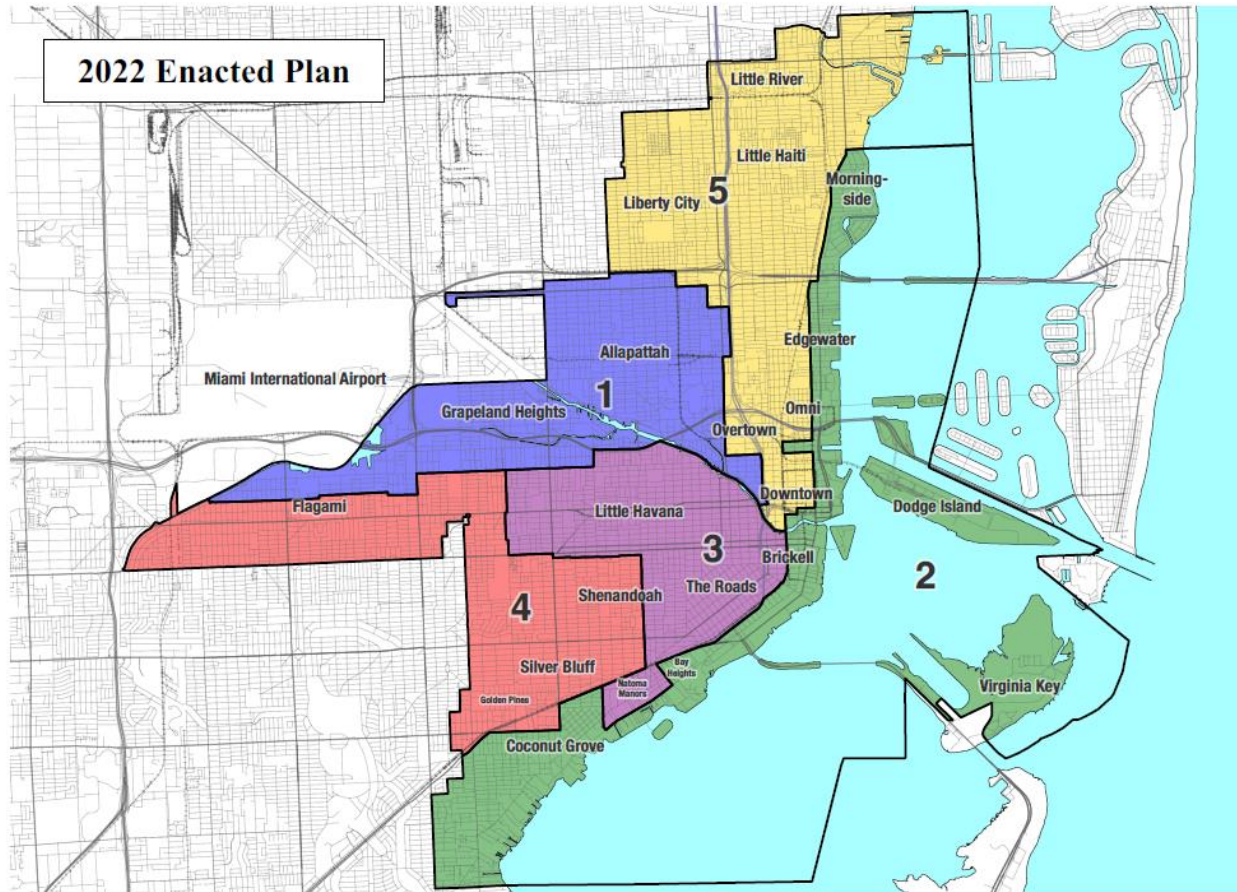 2022 Enacted Plan
Little River
Little Haiti
Morning-
side
5
Liberty City
Edgewater
Allapattah
Miami International Airport
1
Grapeland Heights
Omni
Overtown
Downtown
Flagami
Little Havana
Dodge Island
3
Brickell
2
The Roads
Shenandoah
4
Silver Bluff
Bay
Heights
Natoma
Manors
Virginia Key
Golden Pines
Coconut Grove